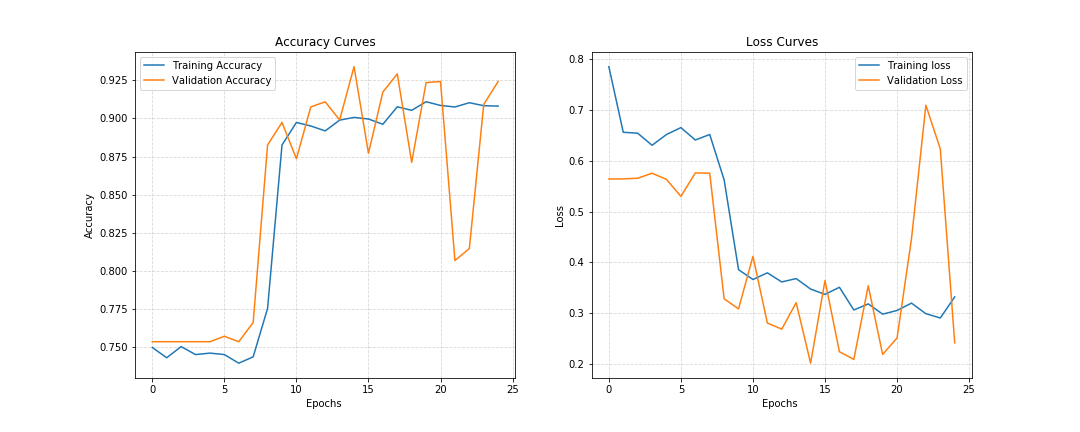 Accuracy Curves
Training Accuracy
Validation Accuracy
0.925
0.900
0.875
0.850
0.825
0.800
0.775
0.750
Accuracy
0 5 10 15 20 25
Epochs
Loss Curves
Training loss
Validation Loss
0.8
0.7
0.6
0.5
0.4
0.3
0.2
Loss
0 5 10 15 20 25
Epochs